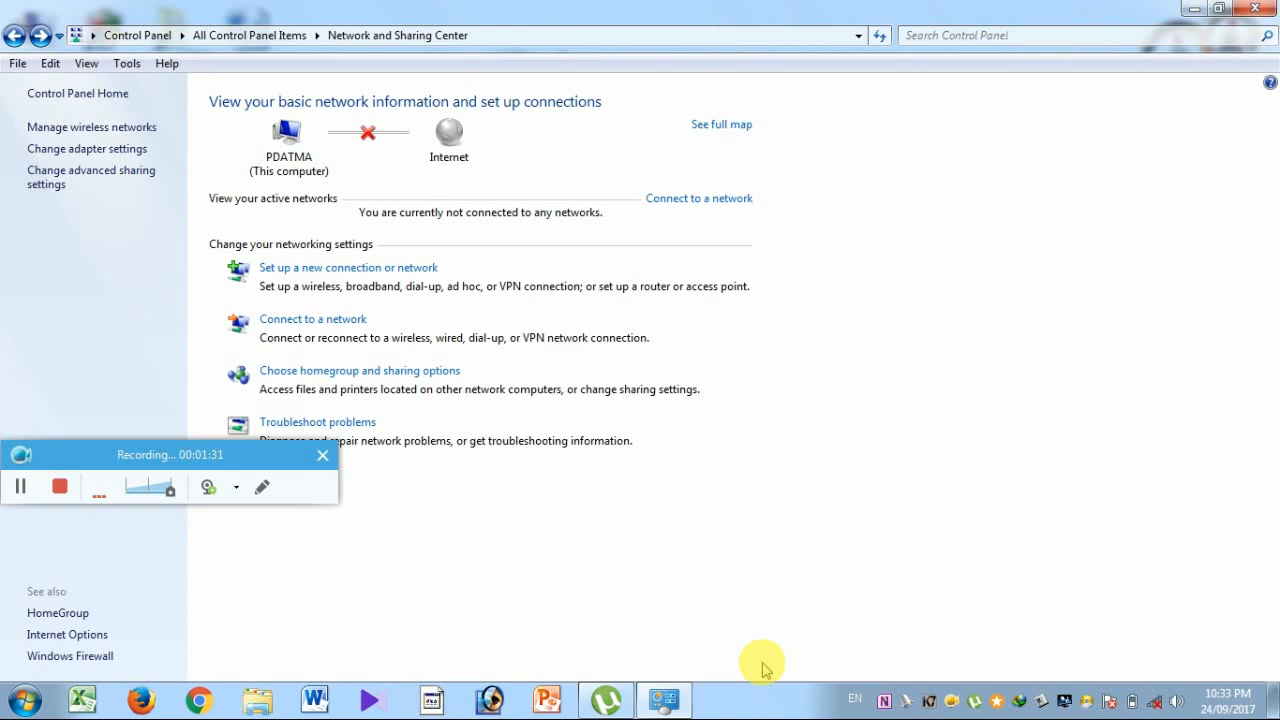 Control Panel
All Control Panel Items
Network and Sharing Center
Search Control Panel
File Edit View Tools Help
Control Panel Home
Manage wireless networks
Change adapter settings
Change advanced sharing
settings
View your basic network information and set up connections
See full map
PDATMA
(This computer)
Internet
View your active networks
Connect to a network
You are currently not connected to any networks.
Change your networking settings
Set up a new connection or network
Set up a wireless, broadband, dial-up, ad hoc, or VPN connection; or set up a router or access point.
Connect to a network
Connect or reconnect to a wireless, wired, dial-up, or VPN network connection.
Choose homegroup and sharing options
Access files and printers located on other network computers, or change sharing settings.
Troubleshoot problems
Diagnose and repair network problems, or get troubleshooting information.
Recording... 00:01:31
See also
HomeGroup
Internet Options
Windows Firewall
EN
10:33 PM
24/09/2017